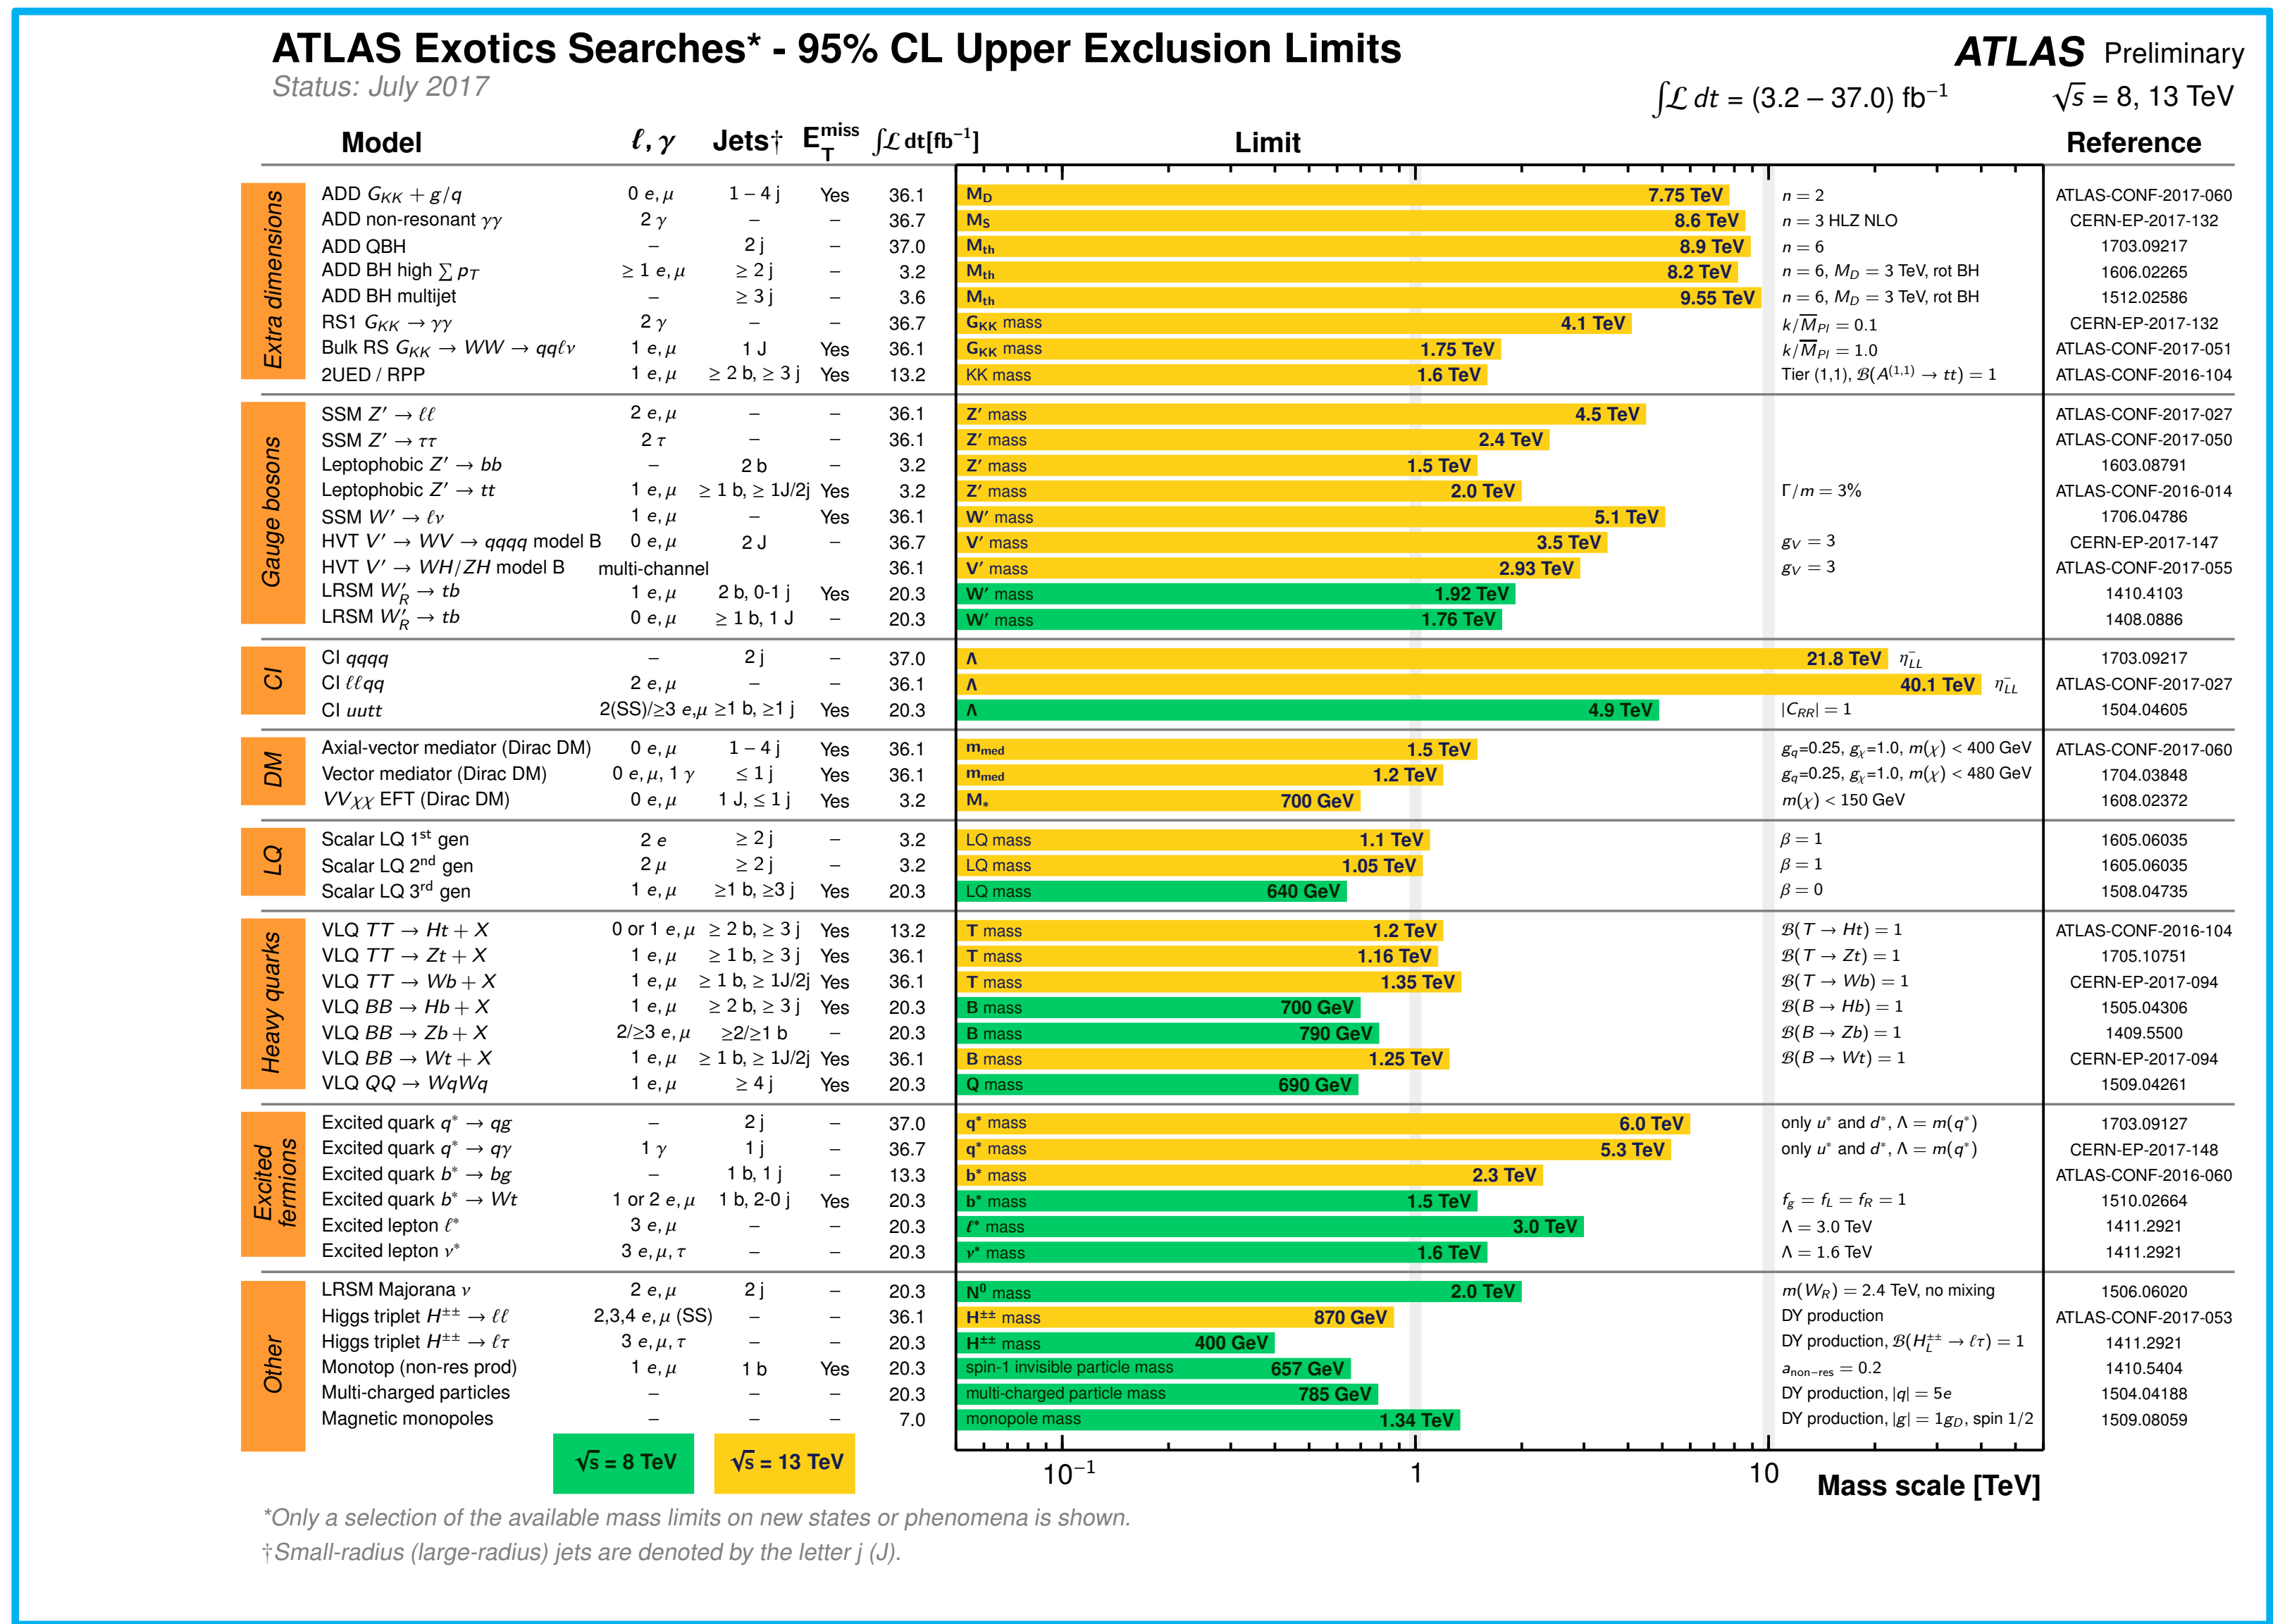 ATLAS Exotics Searches* - 95% CL Upper Exclusion Limits
ATLAS Preliminary
Status: July 2017
∫ℒ dt = (3.2 – 37.0) fb⁻¹ √s = 8, 13 TeV
Model ℓ, γ Jets† E_T^miss ∫ℒ dt[fb⁻¹] Limit Reference
Extra dimensions
ADD G_KK + g/q 0 e, μ 1 − 4 j Yes 36.1 M_D 7.75 TeV n = 2 ATLAS-CONF-2017-060
ADD non-resonant γγ 2 γ − − 36.7 M_S 8.6 TeV n = 3 HLZ NLO CERN-EP-2017-132
ADD QBH − 2 j − 37.0 M_th 8.9 TeV n = 6 1703.09217
ADD BH high ∑ p_T ≥ 1 e, μ ≥ 2 j − 3.2 M_th 8.2 TeV n = 6, M_D = 3 TeV, rot BH 1606.02265
ADD BH multijet − ≥ 3 j − 3.6 M_th 9.55 TeV n = 6, M_D = 3 TeV, rot BH 1512.02586
RS1 G_KK → γγ 2 γ − − 36.7 G_KK mass 4.1 TeV k/M̅_Pl = 0.1 CERN-EP-2017-132
Bulk RS G_KK → WW → qqℓν 1 e, μ 1 J Yes 36.1 G_KK mass 1.75 TeV k/M̅_Pl = 1.0 ATLAS-CONF-2017-051
2UED / RPP 1 e, μ ≥ 2 b, ≥ 3 j Yes 13.2 KK mass 1.6 TeV Tier (1,1), ℬ(A^(1,1) → tt) = 1 ATLAS-CONF-2016-104
Gauge bosons
SSM Z′ → ℓℓ 2 e, μ − − 36.1 Z′ mass 4.5 TeV ATLAS-CONF-2017-027
SSM Z′ → ττ 2 τ − − 36.1 Z′ mass 2.4 TeV ATLAS-CONF-2017-050
Leptophobic Z′ → bb − 2 b − 3.2 Z′ mass 1.5 TeV 1603.08791
Leptophobic Z′ → tt 1 e, μ ≥ 1 b, ≥ 1J/2j Yes 3.2 Z′ mass 2.0 TeV Γ/m = 3% ATLAS-CONF-2016-014
SSM W′ → ℓν 1 e, μ − Yes 36.1 W′ mass 5.1 TeV 1706.04786
HVT V′ → WV → qqqq model B 0 e, μ 2 J − 36.7 V′ mass 3.5 TeV g_V = 3 CERN-EP-2017-147
HVT V′ → WH/ZH model B multi-channel 36.1 V′ mass 2.93 TeV g_V = 3 ATLAS-CONF-2017-055
LRSM W′_R → tb 1 e, μ 2 b, 0-1 j Yes 20.3 W′ mass 1.92 TeV 1410.4103
LRSM W′_R → tb 0 e, μ ≥ 1 b, 1 J − 20.3 W′ mass 1.76 TeV 1408.0886
CI
CI qqqq − 2 j − 37.0 Λ 21.8 TeV η⁻_LL 1703.09217
CI ℓℓqq 2 e, μ − − 36.1 Λ 40.1 TeV η⁻_LL ATLAS-CONF-2017-027
CI uutt 2(SS)/≥3 e,μ ≥1 b, ≥1 j Yes 20.3 Λ 4.9 TeV |C_RR| = 1 1504.04605
DM
Axial-vector mediator (Dirac DM) 0 e, μ 1 − 4 j Yes 36.1 m_med 1.5 TeV g_q=0.25, g_χ=1.0, m(χ) < 400 GeV ATLAS-CONF-2017-060
Vector mediator (Dirac DM) 0 e, μ, 1 γ ≤ 1 j Yes 36.1 m_med 1.2 TeV g_q=0.25, g_χ=1.0, m(χ) < 480 GeV 1704.03848
VVχχ EFT (Dirac DM) 0 e, μ 1 J, ≤ 1 j Yes 3.2 M_* 700 GeV m(χ) < 150 GeV 1608.02372
LQ
Scalar LQ 1st gen 2 e ≥ 2 j − 3.2 LQ mass 1.1 TeV β = 1 1605.06035
Scalar LQ 2nd gen 2 μ ≥ 2 j − 3.2 LQ mass 1.05 TeV β = 1 1605.06035
Scalar LQ 3rd gen 1 e, μ ≥1 b, ≥3 j Yes 20.3 LQ mass 640 GeV β = 0 1508.04735
Heavy quarks
VLQ TT → Ht + X 0 or 1 e, μ ≥ 2 b, ≥ 3 j Yes 13.2 T mass 1.2 TeV ℬ(T → Ht) = 1 ATLAS-CONF-2016-104
VLQ TT → Zt + X 1 e, μ ≥ 1 b, ≥ 3 j Yes 36.1 T mass 1.16 TeV ℬ(T → Zt) = 1 1705.10751
VLQ TT → Wb + X 1 e, μ ≥ 1 b, ≥ 1J/2j Yes 36.1 T mass 1.35 TeV ℬ(T → Wb) = 1 CERN-EP-2017-094
VLQ BB → Hb + X 1 e, μ ≥ 2 b, ≥ 3 j Yes 20.3 B mass 700 GeV ℬ(B → Hb) = 1 1505.04306
VLQ BB → Zb + X 2/≥3 e, μ ≥2/≥1 b − 20.3 B mass 790 GeV ℬ(B → Zb) = 1 1409.5500
VLQ BB → Wt + X 1 e, μ ≥ 1 b, ≥ 1J/2j Yes 36.1 B mass 1.25 TeV ℬ(B → Wt) = 1 CERN-EP-2017-094
VLQ QQ → WqWq 1 e, μ ≥ 4 j Yes 20.3 Q mass 690 GeV 1509.04261
Excited fermions
Excited quark q* → qg − 2 j − 37.0 q* mass 6.0 TeV only u* and d*, Λ = m(q*) 1703.09127
Excited quark q* → qγ 1 γ 1 j − 36.7 q* mass 5.3 TeV only u* and d*, Λ = m(q*) CERN-EP-2017-148
Excited quark b* → bg − 1 b, 1 j − 13.3 b* mass 2.3 TeV ATLAS-CONF-2016-060
Excited quark b* → Wt 1 or 2 e, μ 1 b, 2-0 j Yes 20.3 b* mass 1.5 TeV f_g = f_L = f_R = 1 1510.02664
Excited lepton ℓ* 3 e, μ − − 20.3 ℓ* mass 3.0 TeV Λ = 3.0 TeV 1411.2921
Excited lepton ν* 3 e, μ, τ − − 20.3 ν* mass 1.6 TeV Λ = 1.6 TeV 1411.2921
Other
LRSM Majorana ν 2 e, μ 2 j − 20.3 N⁰ mass 2.0 TeV m(W_R) = 2.4 TeV, no mixing 1506.06020
Higgs triplet H±± → ℓℓ 2,3,4 e, μ (SS) − − 36.1 H±± mass 870 GeV DY production ATLAS-CONF-2017-053
Higgs triplet H±± → ℓτ 3 e, μ, τ − − 20.3 H±± mass 400 GeV DY production, ℬ(H_L^±± → ℓτ) = 1 1411.2921
Monotop (non-res prod) 1 e, μ 1 b Yes 20.3 spin-1 invisible particle mass 657 GeV a_non−res = 0.2 1410.5404
Multi-charged particles − − − 20.3 multi-charged particle mass 785 GeV DY production, |q| = 5e 1504.04188
Magnetic monopoles − − − 7.0 monopole mass 1.34 TeV DY production, |g| = 1g_D, spin 1/2 1509.08059
√s = 8 TeV √s = 13 TeV
10⁻¹ 1 10
Mass scale [TeV]
*Only a selection of the available mass limits on new states or phenomena is shown.
†Small-radius (large-radius) jets are denoted by the letter j (J).